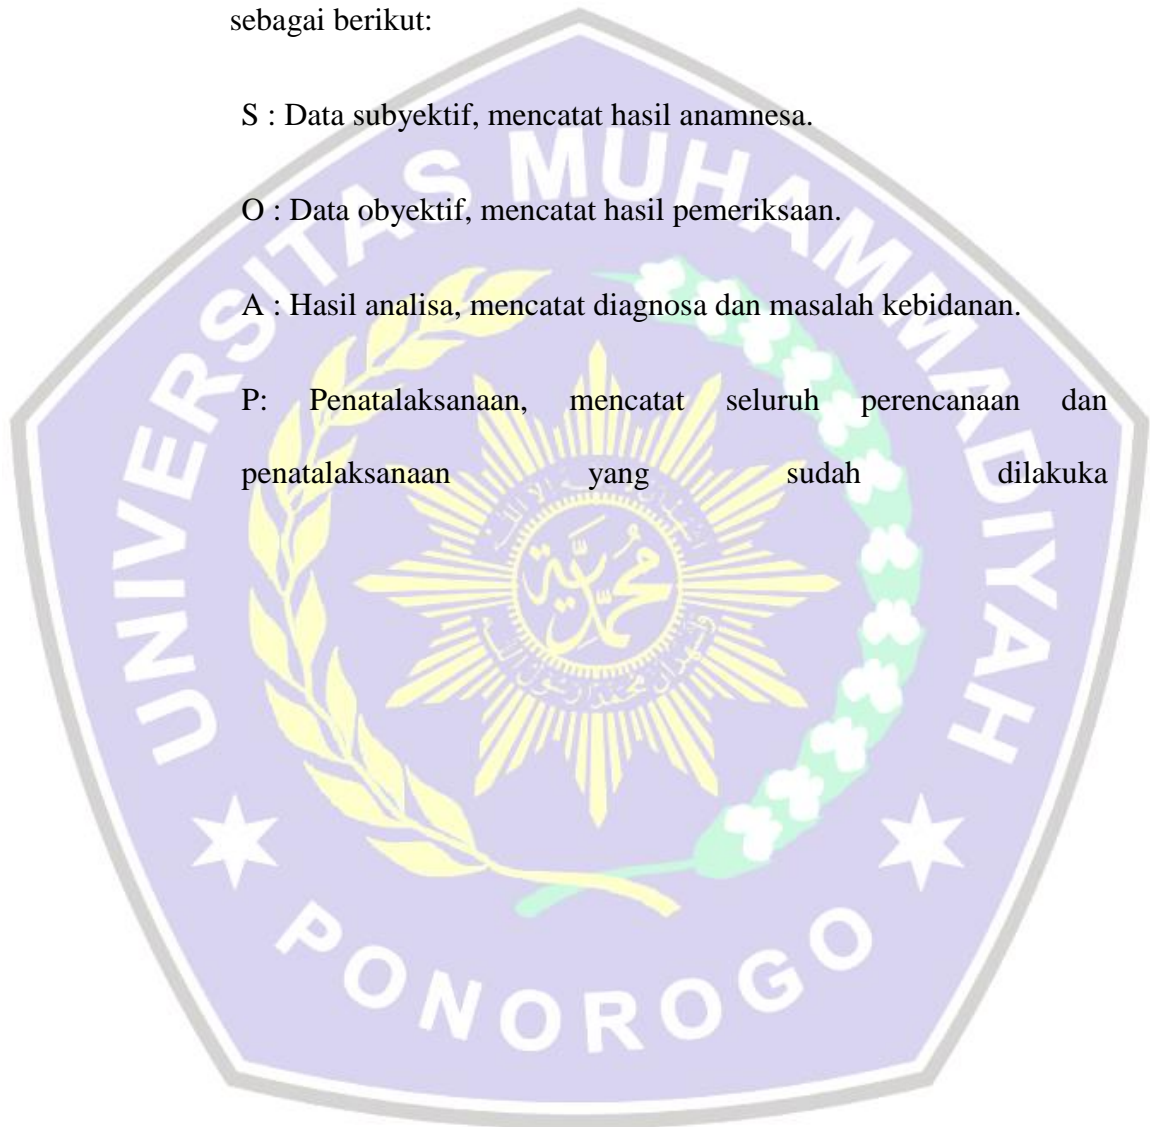 sebagai berikut:
S : Data subyektif, mencatat hasil anamnesa.
O : Data obyektif, mencatat hasil pemeriksaan.
A : Hasil analisa, mencatat diagnosa dan masalah kebidanan.
P: Penatalaksanaan, mencatat seluruh perencanaan dan
penatalaksanaan yang sudah dilakuka
UNIVERSITAS MUHAMMADIYAH
PONOROGO
محمدية